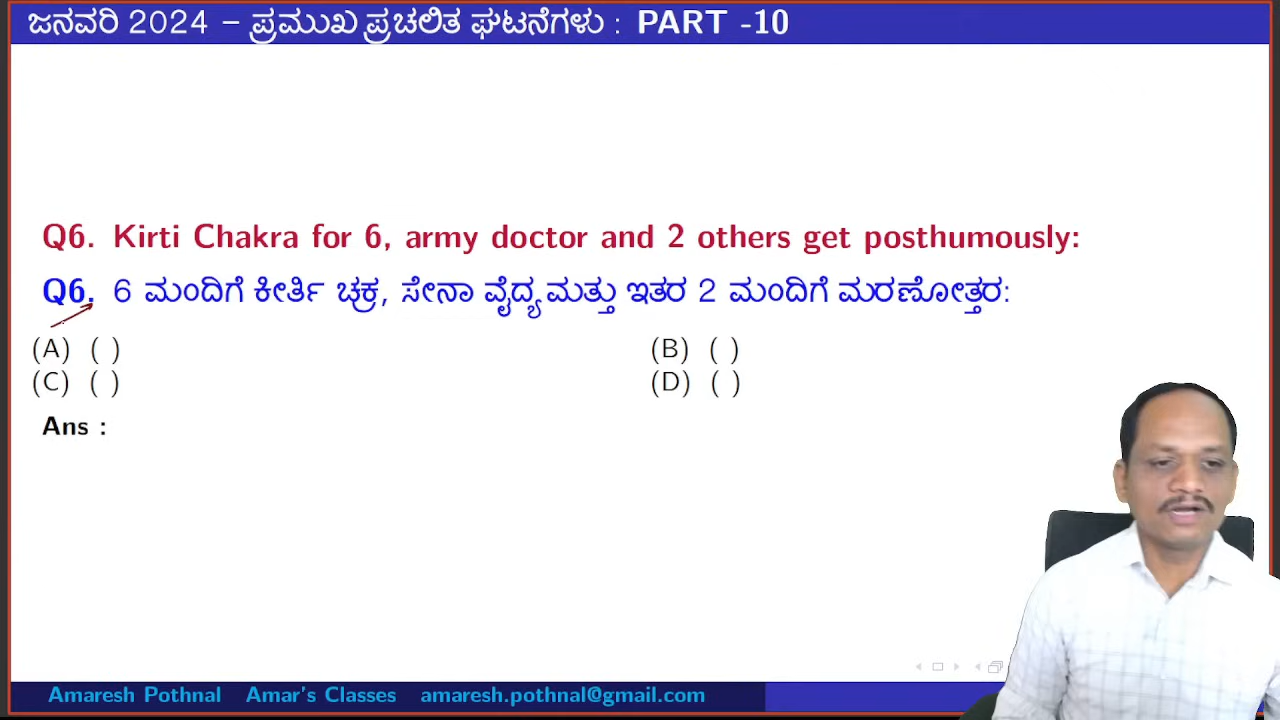 ಜನವರಿ 2024 – ಪ್ರಮುಖ ಪ್ರಚಲಿತ ಘಟನೆಗಳು : PART -10
Q6. Kirti Chakra for 6, army doctor and 2 others get posthumously:
Q6. 6 ಮಂದಿಗೆ ಕೀರ್ತಿ ಚಕ್ರ, ಸೇನಾ ವೈದ್ಯ ಮತ್ತು ಇತರ 2 ಮಂದಿಗೆ ಮರಣೋತ್ತರ:
(A) ( ) (B) ( )
(C) ( ) (D) ( )
Ans :
Amaresh Pothnal Amar's Classes amaresh.pothnal@gmail.com